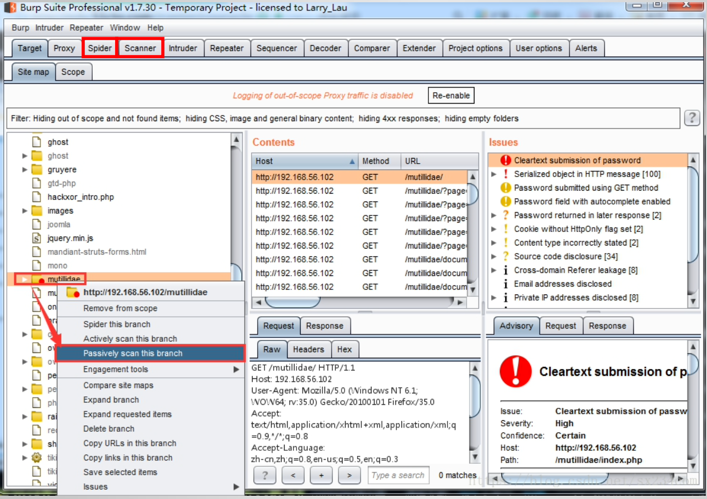 Burp Suite Professional v1.7.30 - Temporary Project - licensed to Larry_Lau
Burp Intruder Repeater Window Help
Target Proxy Spider Scanner Intruder Repeater Sequencer Decoder Comparer Extender Project options User options Alerts
Site map Scope
Logging of out-of-scope Proxy traffic is disabled Re-enable
Filter: Hiding out of scope and not found items; hiding CSS, image and general binary content; hiding 4xx responses; hiding empty folders ?
ghost
ghost
gruyere
gtd-php
hackxor_intro.php
images
joomla
jquery.min.js
mandiant-struts-forms.html
mono
mutillidae
http://192.168.56.102/mutillidae
Remove from scope
Spider this branch
Actively scan this branch
Passively scan this branch
Engagement tools
Compare site maps
Expand branch
Expand requested items
Delete branch
Copy URLs in this branch
Copy links in this branch
Save selected items
Issues
Contents
Host Method URL
http://192.168.56.102 GET /mutillidae/
http://192.168.56.102 GET /mutillidae/?page=
http://192.168.56.102 GET /mutillidae/?page=
http://192.168.56.102 GET /mutillidae/?page=
http://192.168.56.102 GET /mutillidae/?page=
http://192.168.56.102 GET /mutillidae/?page=
http://192.168.56.102 GET /mutillidae/docum
http://192.168.56.102 GET /mutillidae/docum
http://192.168.56.102 GET /mutillidae/docum
Request Response
Raw Headers Hex
GET /mutillidae/ HTTP/1.1
Host: 192.168.56.102
User-Agent: Mozilla/5.0 (Windows NT 6.1;
WOW64; rv:35.0) Gecko/20100101 Firefox/35.0
Accept:
text/html,application/xhtml+xml,application/xml;q
=0.9,*/*;q=0.8
Accept-Language:
zh-cn,zh;q=0.8,en-us;q=0.5,en;q=0.3
? < + > Type a search 0 matches
Issues
Cleartext submission of password
Serialized object in HTTP message [100]
Password submitted using GET method
Password field with autocomplete enabled
Password returned in later response [2]
Cookie without HttpOnly flag set [2]
Content type incorrectly stated [2]
Source code disclosure [34]
Cross-domain Referer leakage [8]
Email addresses disclosed
Private IP addresses disclosed [8]
Advisory Request Response
Cleartext submission of p
Issue: Cleartext submission of passw
Severity: High
Confidence: Certain
Host: http://192.168.56.102
Path: /mutillidae/index.php